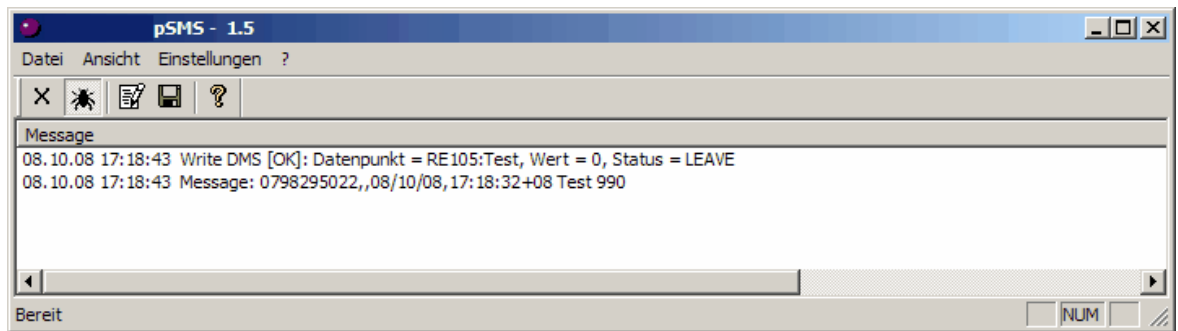 pSMS - 1.5
Datei Ansicht Einstellungen ?
Message
08.10.08 17:18:43 Write DMS [OK]: Datenpunkt = RE105:Test, Wert = 0, Status = LEAVE
08.10.08 17:18:43 Message: 0798295022,,08/10/08,17:18:32+08 Test 990
Bereit NUM